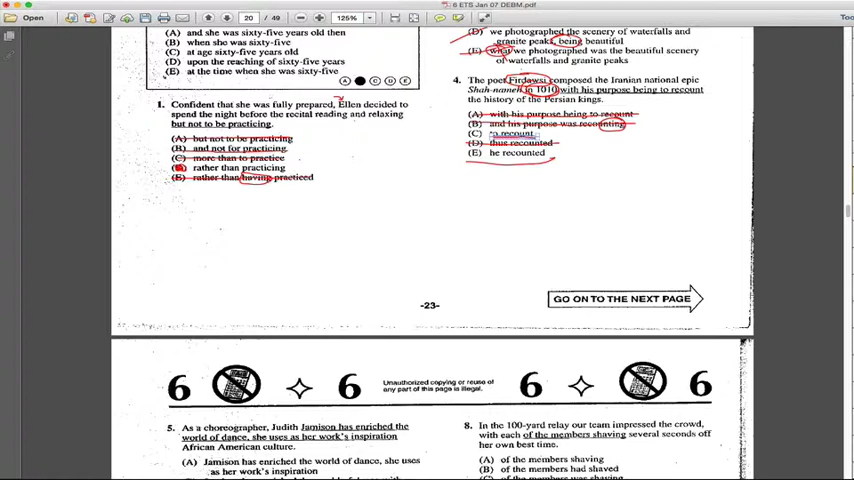 6 ETS Jan 07 DEBM.pdf
Open
20
/ 49
125%
(A) and she was sixty-five years old then
(B) when she was sixty-five
(C) at age sixty-five years old
(D) upon the reaching of sixty-five years
(E) at the time when she was sixty-five
A C D E
1. Confident that she was fully prepared, Ellen decided to
spend the night before the recital reading and relaxing
but not to be practicing.
(A) but not to be practicing
(B) and not for practicing
(C) more than to practice
rather than practicing
(E) rather than having practiced
(D) we photographed the scenery of waterfalls and
granite peaks, being beautiful
(E) what we photographed was the beautiful scenery
of waterfalls and granite peaks
4. The poet Firdawsi composed the Iranian national epic
Shah-nameh in 1010 with his purpose being to recount
the history of the Persian kings.
(A) with his purpose being to recount
(B) and his purpose was recounting
(C) to recount
(D) thus recounted
(E) he recounted
-23-
GO ON TO THE NEXT PAGE
6 6
Unauthorized copying or reuse of
any part of this page is illegal.
6 6
5. As a choreographer, Judith Jamison has enriched the
world of dance, she uses as her work's inspiration
African American culture.
(A) Jamison has enriched the world of dance, she uses
as her work's inspiration
8. In the 100-yard relay our team impressed the crowd,
with each of the members shaving several seconds off
her own best time.
(A) of the members shaving
(B) of the members had shaved